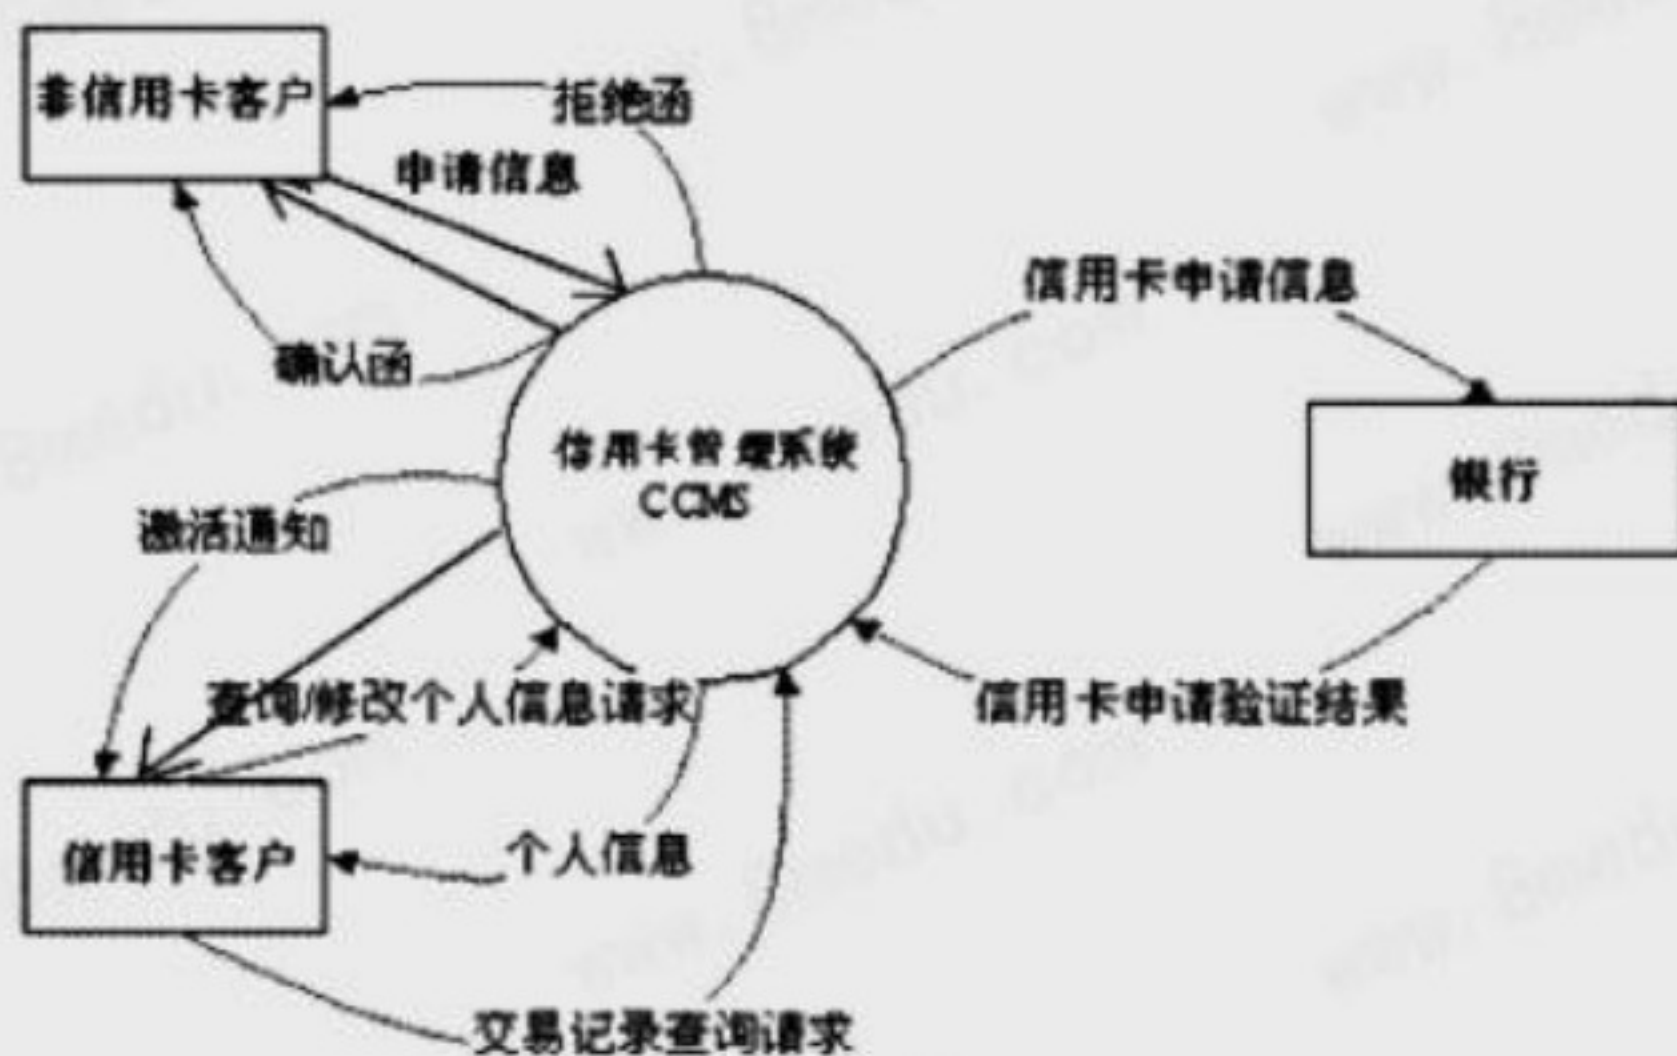 非信用卡客户
拒绝函
申请信息
信用卡申请信息
确认函
信用卡管理系统
CCMS
银行
激活通知
查询/修改个人信息请求
信用卡申请验证结果
信用卡客户
个人信息
交易记录查询请求